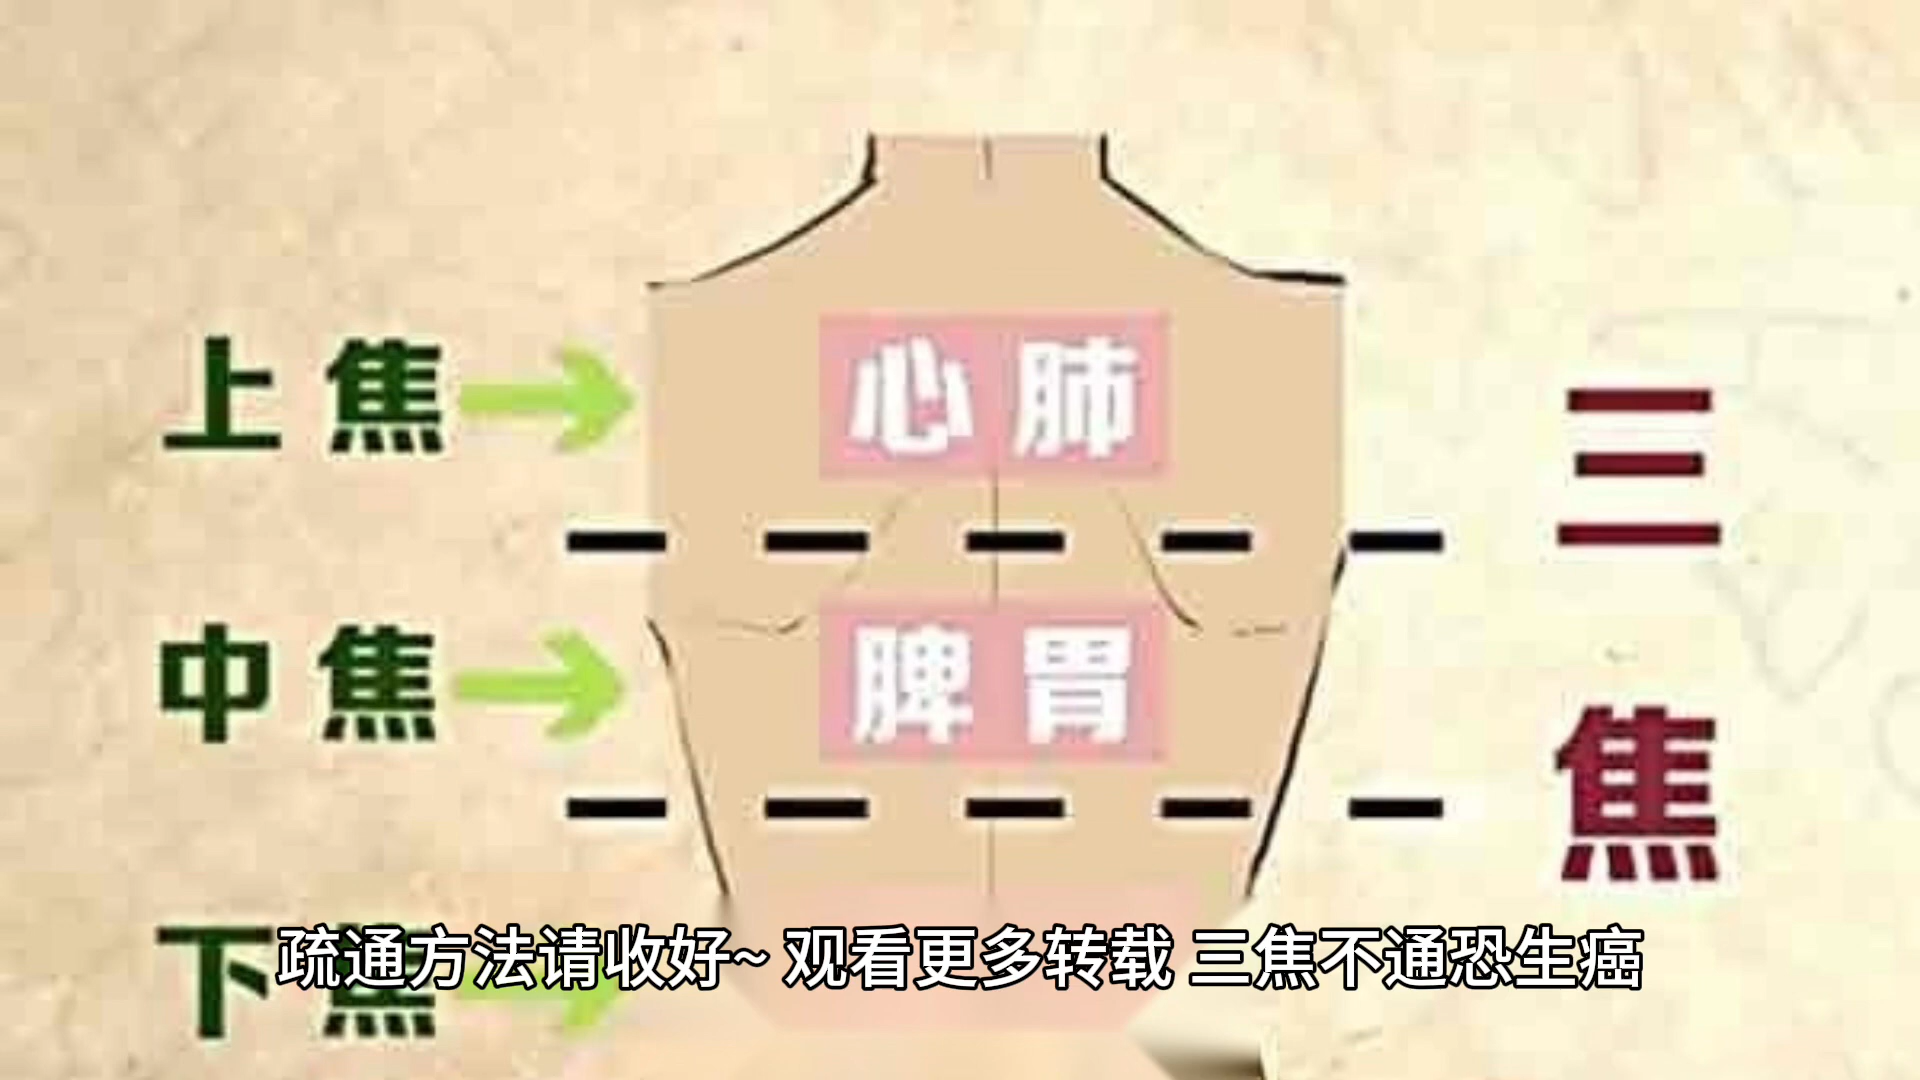 上焦
心肺
三焦
中焦
脾胃
下焦
疏通方法请收好~ 观看更多转载 三焦不通恐生癌